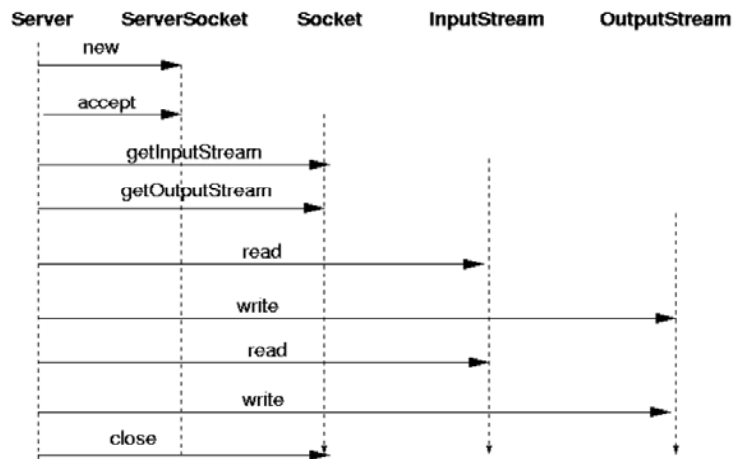 Server ServerSocket Socket InputStream OutputStream
new
accept
getInputStream
getOutputStream
read
write
read
write
close